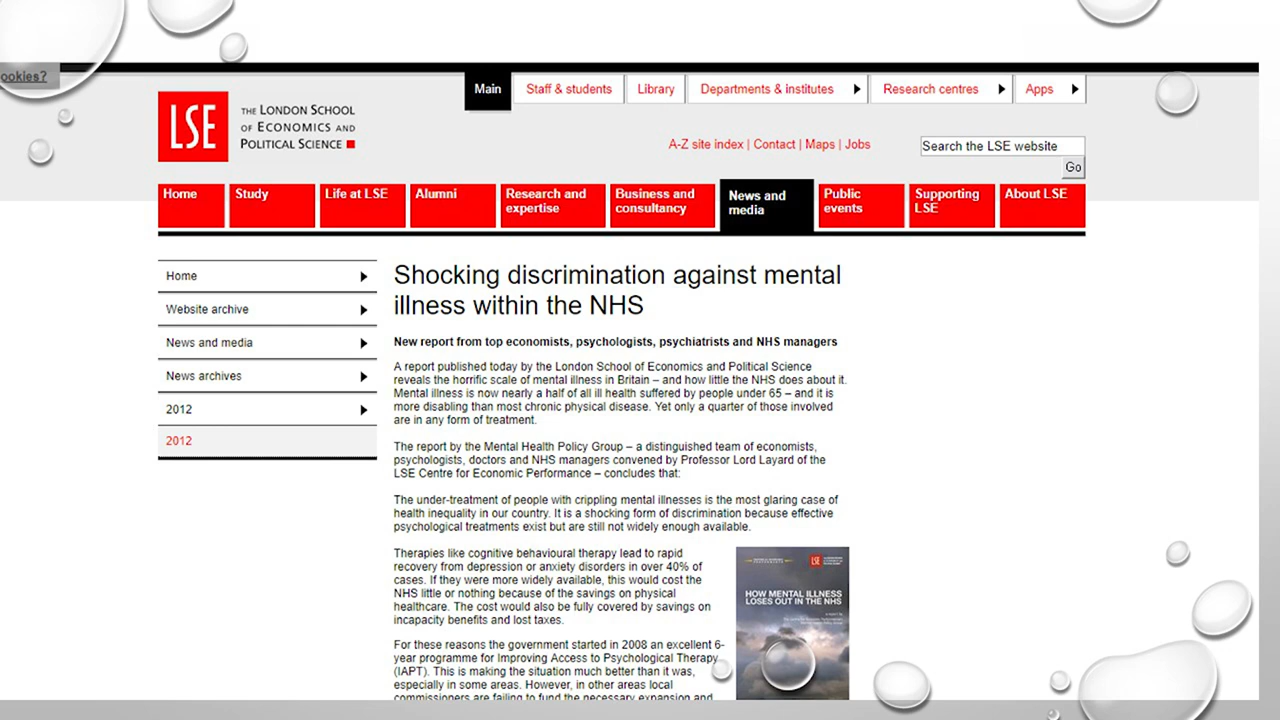 ookies?
Main
Staff & students
Library
Departments & institutes
Research centres
Apps
LSE
THE LONDON SCHOOL
OF ECONOMICS AND
POLITICAL SCIENCE
A-Z site index | Contact | Maps | Jobs
Search the LSE website
Go
Home
Study
Life at LSE
Alumni
Research and
expertise
Business and
consultancy
News and
media
Public
events
Supporting
LSE
About LSE
Home
Website archive
News and media
News archives
2012
2012
Shocking discrimination against mental
illness within the NHS
New report from top economists, psychologists, psychiatrists and NHS managers
A report published today by the London School of Economics and Political Science
reveals the horrific scale of mental illness in Britain – and how little the NHS does about it.
Mental illness is now nearly a half of all ill health suffered by people under 65 – and it is
more disabling than most chronic physical disease. Yet only a quarter of those involved
are in any form of treatment.
The report by the Mental Health Policy Group – a distinguished team of economists,
psychologists, doctors and NHS managers convened by Professor Lord Layard of the
LSE Centre for Economic Performance – concludes that:
The under-treatment of people with crippling mental illnesses is the most glaring case of
health inequality in our country. It is a shocking form of discrimination because effective
psychological treatments exist but are still not widely enough available.
Therapies like cognitive behavioural therapy lead to rapid
recovery from depression or anxiety disorders in over 40% of
cases. If they were more widely available, this would cost the
NHS little or nothing because of the savings on physical
healthcare. The cost would also be fully covered by savings on
incapacity benefits and lost taxes.
For these reasons the government started in 2008 an excellent 6-
year programme for Improving Access to Psychological Therapy
(IAPT). This is making the situation much better than it was,
especially in some areas. However, in other areas local
commissioners are failing to fund the necessary expansion and
LSE
HOW MENTAL ILLNESS
LOSES OUT IN THE NHS